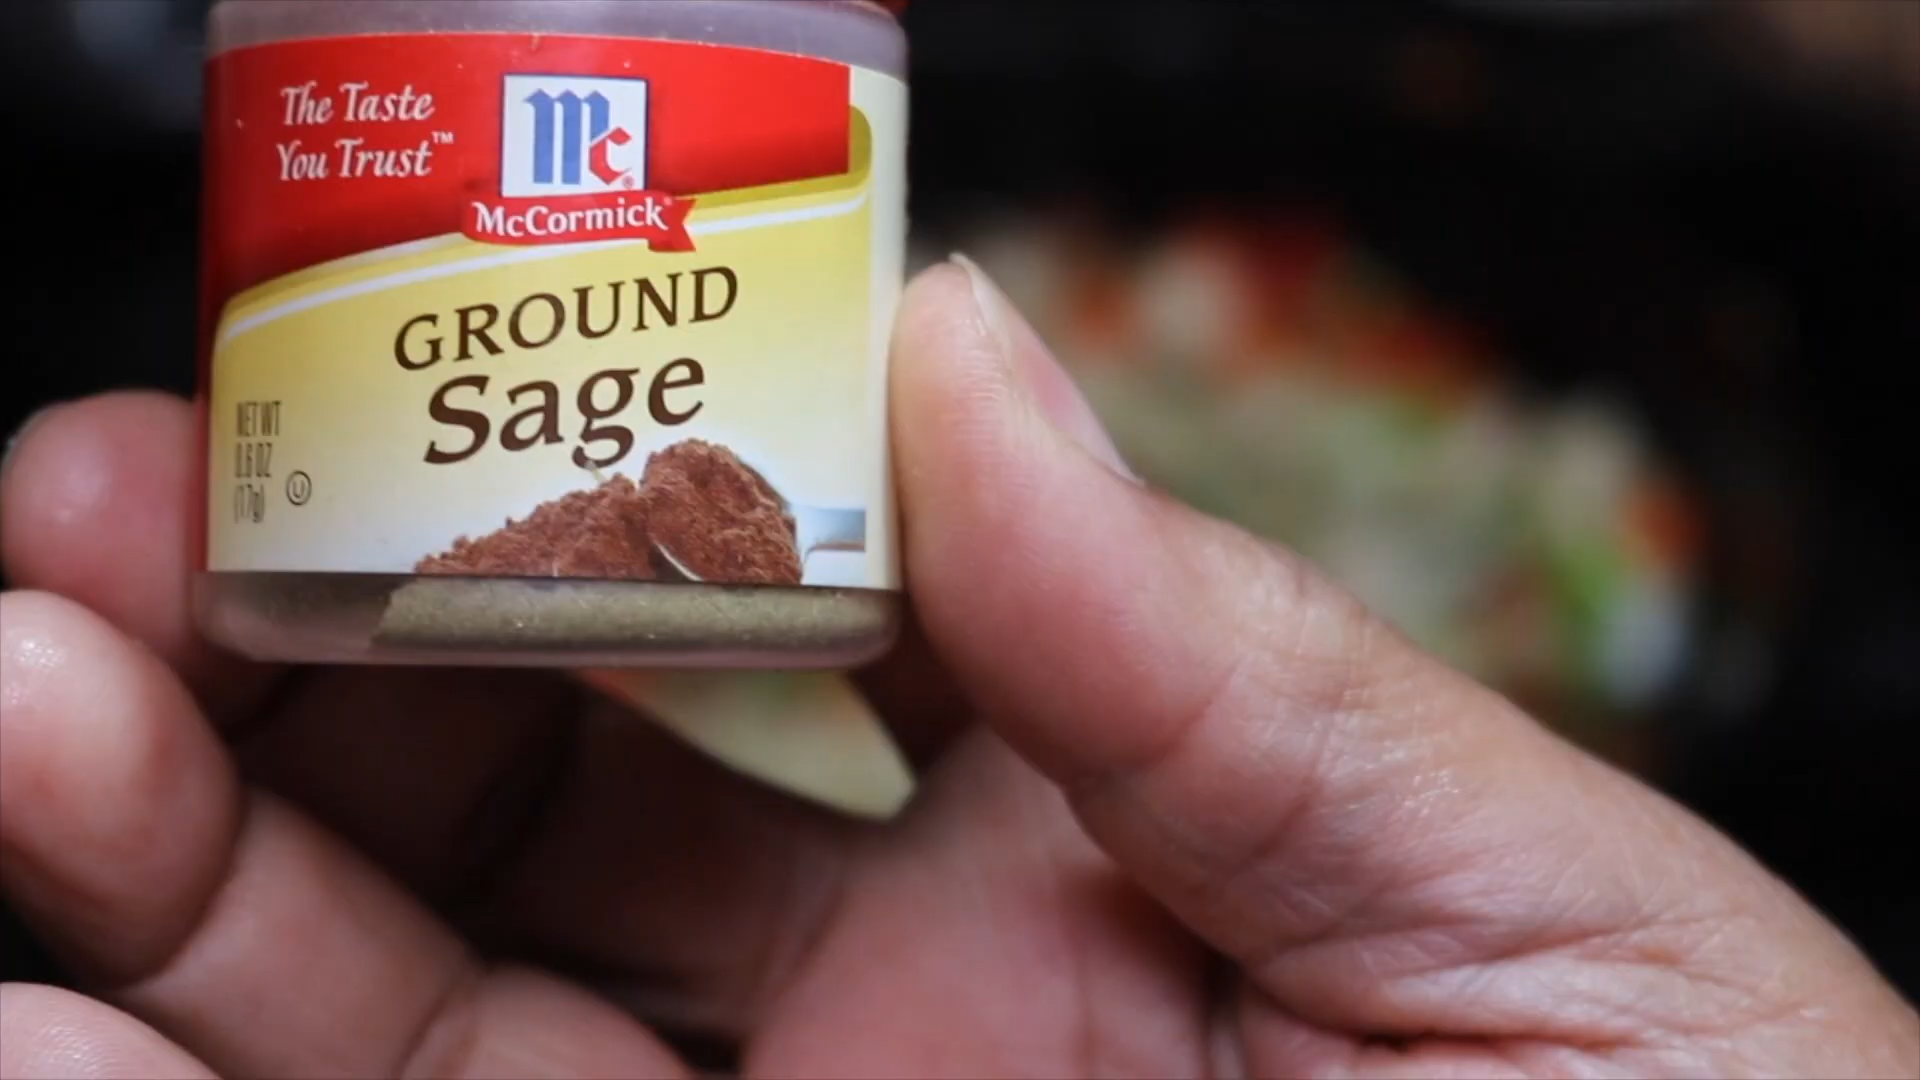 The Taste
You Trust™
Mc®
McCormick®
GROUND
Sage
NET WT
0.6 OZ
(17g)
U